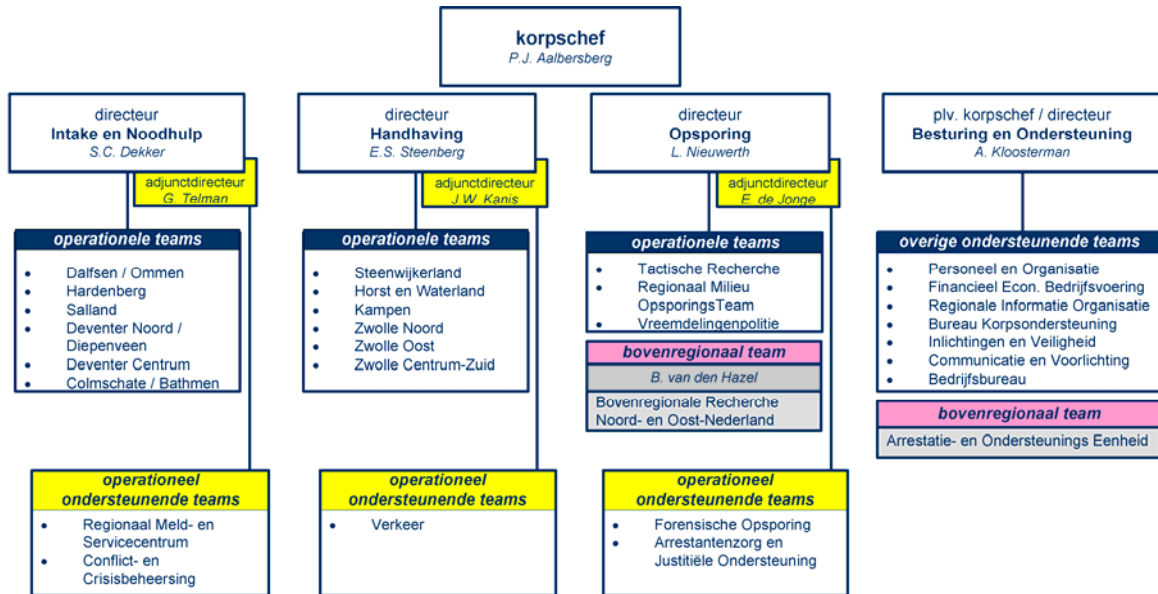 korpschef
P.J. Aalbersberg
directeur
Intake en Noodhulp
S.C. Dekker
adjunctdirecteur
G. Telman
operationele teams
• Dalfsen / Ommen
• Hardenberg
• Salland
• Deventer Noord /
Diepenveen
• Deventer Centrum
• Colmschate / Bathmen
operationeel
ondersteunende teams
• Regionaal Meld- en
Servicecentrum
• Conflict- en
Crisisbeheersing
directeur
Handhaving
E.S. Steenberg
adjunctdirecteur
J.W. Kanis
operationele teams
• Steenwijkerland
• Horst en Waterland
• Kampen
• Zwolle Noord
• Zwolle Oost
• Zwolle Centrum-Zuid
operationeel
ondersteunende teams
• Verkeer
directeur
Opsporing
L. Nieuwerth
adjunctdirecteur
E. de Jonge
operationele teams
• Tactische Recherche
• Regionaal Milieu
OpsporingsTeam
• Vreemdelingenpolitie
bovenregionaal team
B. van den Hazel
Bovenregionale Recherche
Noord- en Oost-Nederland
operationeel
ondersteunende teams
• Forensische Opsporing
• Arrestantenzorg en
Justitiële Ondersteuning
plv. korpschef / directeur
Besturing en Ondersteuning
A. Kloosterman
overige ondersteunende teams
• Personeel en Organisatie
• Financieel Econ. Bedrijfsvoering
• Regionale Informatie Organisatie
• Bureau Korpsondersteuning
• Inlichtingen en Veiligheid
• Communicatie en Voorlichting
• Bedrijfsbureau
bovenregionaal team
Arrestatie- en Ondersteunings Eenheid